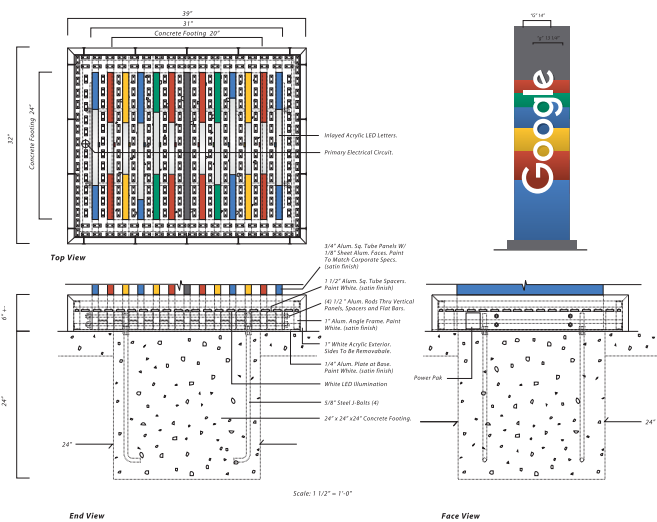 39"
31"
Concrete Footing 20"
"G" 14"
"g" 13 1/4"
32"
Concrete Footing 24"
Inlayed Acrylic LED Letters.
Primary Electrical Circuit.
Google
Top View
3/4" Alum. Sq. Tube Panels W/
1/8" Sheet Alum. Faces. Paint
To Match Corporate Specs.
(satin finish)
1 1/2" Alum. Sq. Tube Spacers.
Paint White. (satin finish)
(4) 1/2 " Alum. Rods Thru Vertical
Panels, Spacers and Flat Bars.
1" Alum. Angle Frame. Paint
White. (satin finish)
1" White Acrylic Exterior.
Sides To Be Removable.
1/4" Alum. Plate at Base.
Paint White. (satin finish)
White LED Illumination
5/8" Steel J-Bolts (4)
24" x 24" x24" Concrete Footing.
6" +-
24"
24"
Power Pak
24"
Scale: 1 1/2" = 1'-0"
End View
Face View